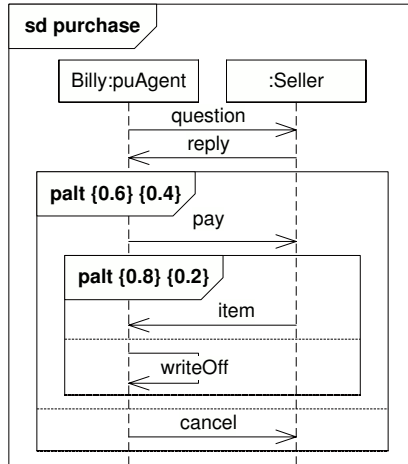 sd purchase
Billy:puAgent
:Seller
question
reply
palt {0.6} {0.4}
pay
palt {0.8} {0.2}
item
writeOff
cancel